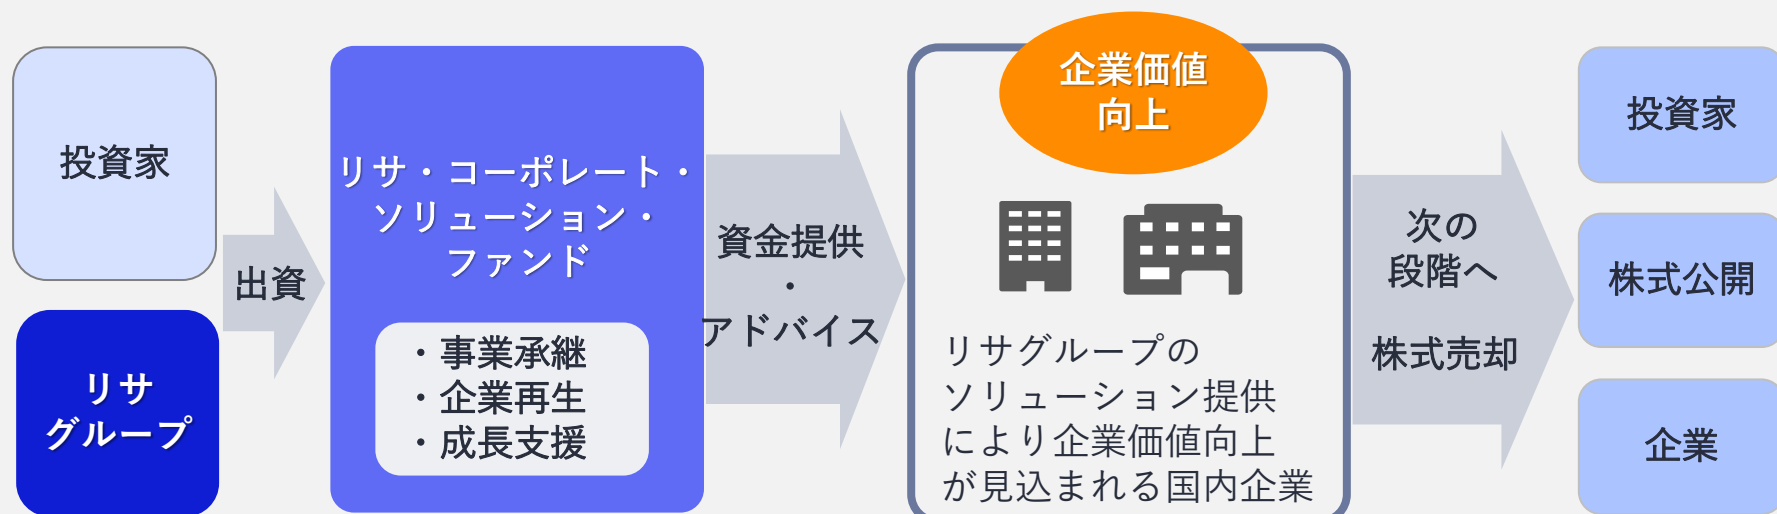 投資家
リサ
グループ
出資
リサ・コーポレート・
ソリューション・
ファンド
・事業承継
・企業再生
・成長支援
資金提供
・
アドバイス
企業価値
向上
リサグループの
ソリューション提供
により企業価値向上
が見込まれる国内企業
次の
段階へ
株式売却
投資家
株式公開
企業